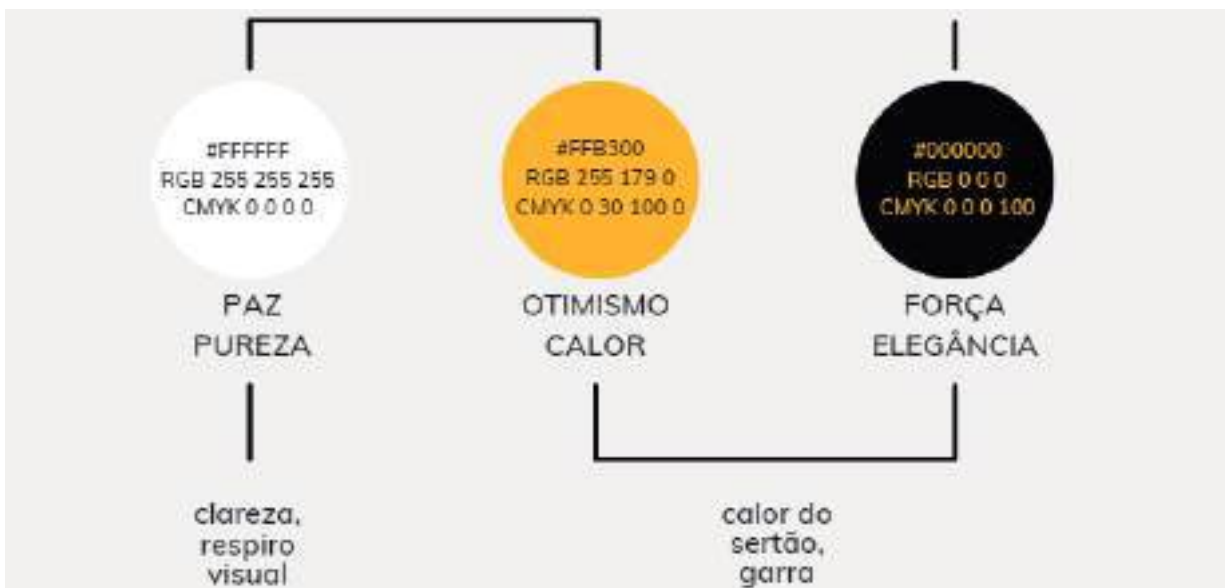 #FFFFFF
RGB 255 255 255
CMYK 0 0 0 0
PAZ
PUREZA
#FFB300
RGB 255 179 0
CMYK 0 30 100 0
OTIMISMO
CALOR
#000000
RGB 0 0 0
CMYK 0 0 0 100
FORÇA
ELEGÂNCIA
clareza,
respiro
visual
calor do
sertão,
garra